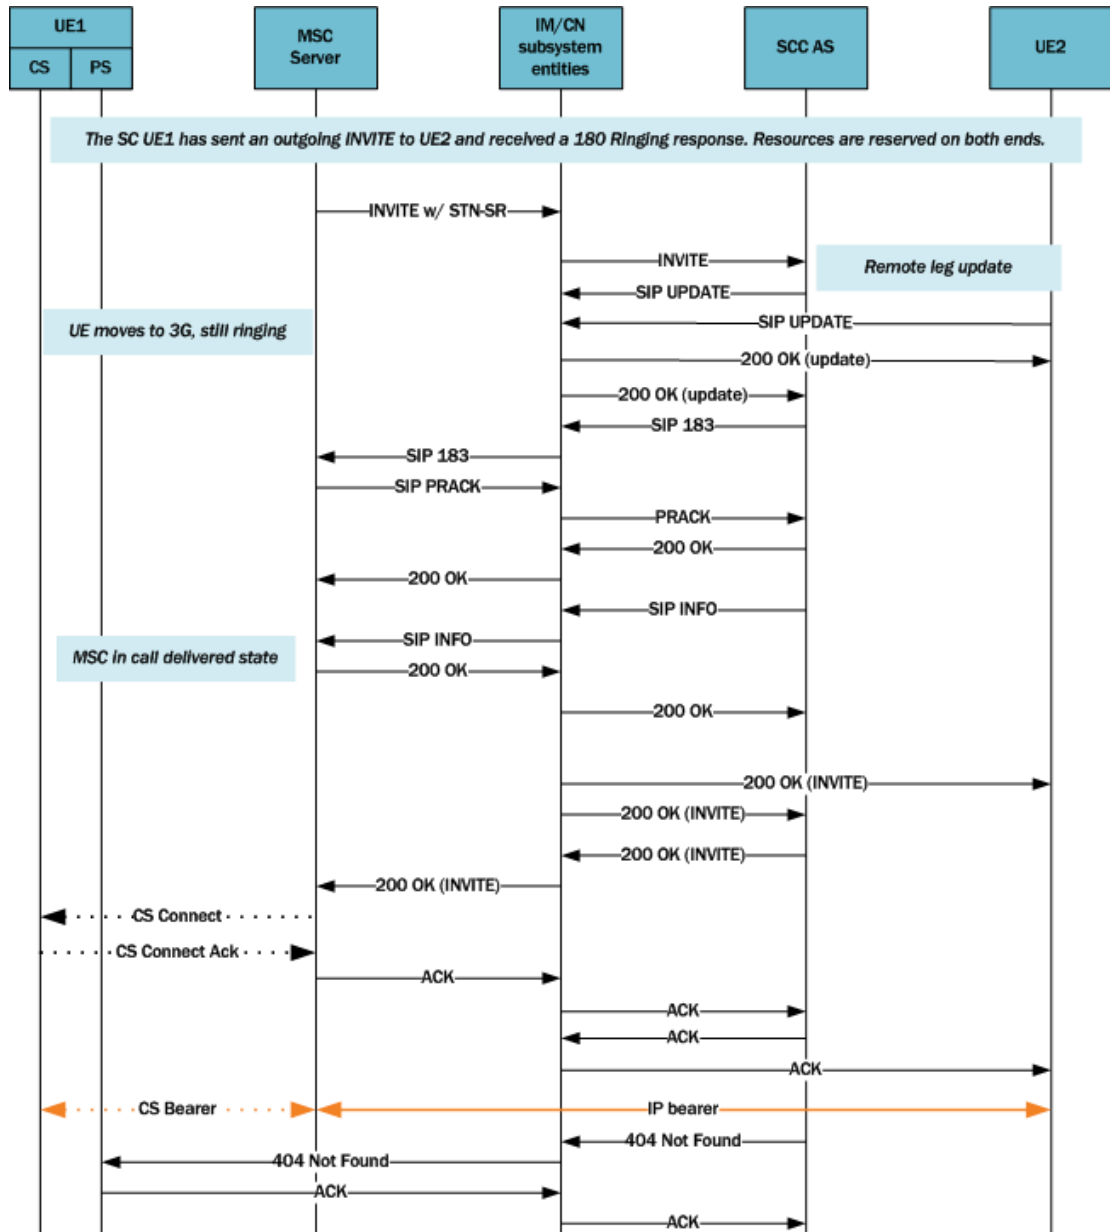 UE1
CS
PS
MSC
Server
IM/CN
subsystem
entities
SCC AS
UE2
The SC UE1 has sent an outgoing INVITE to UE2 and received a 180 Ringing response. Resources are reserved on both ends.
INVITE w/ STN-SR
INVITE
Remote leg update
SIP UPDATE
UE moves to 3G, still ringing
SIP UPDATE
200 OK (update)
200 OK (update)
SIP 183
SIP 183
SIP PRACK
PRACK
200 OK
200 OK
SIP INFO
SIP INFO
MSC in call delivered state
200 OK
200 OK
200 OK (INVITE)
200 OK (INVITE)
200 OK (INVITE)
200 OK (INVITE)
CS Connect
CS Connect Ack
ACK
ACK
ACK
ACK
CS Bearer
IP bearer
404 Not Found
404 Not Found
ACK
ACK